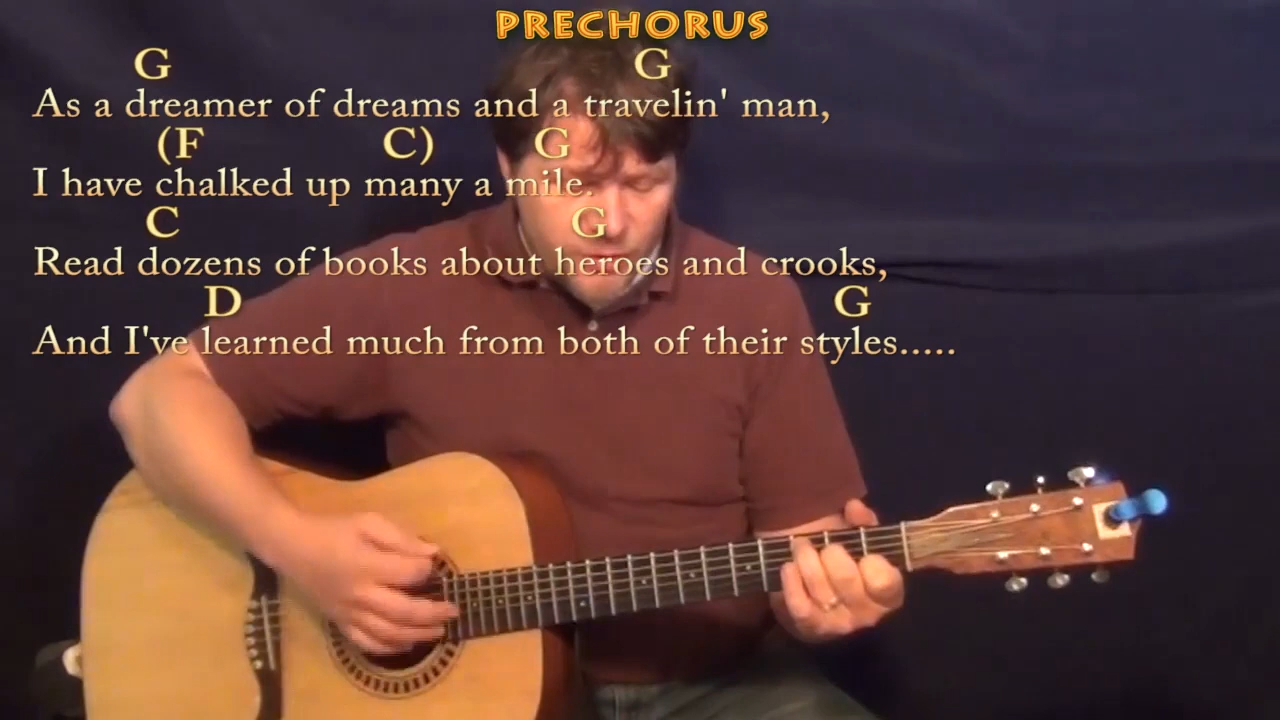 PRECHORUS
G G
As a dreamer of dreams and a travelin' man,
(F C) G
I have chalked up many a mile.
C G
Read dozens of books about heroes and crooks,
D G
And I've learned much from both of their styles.....